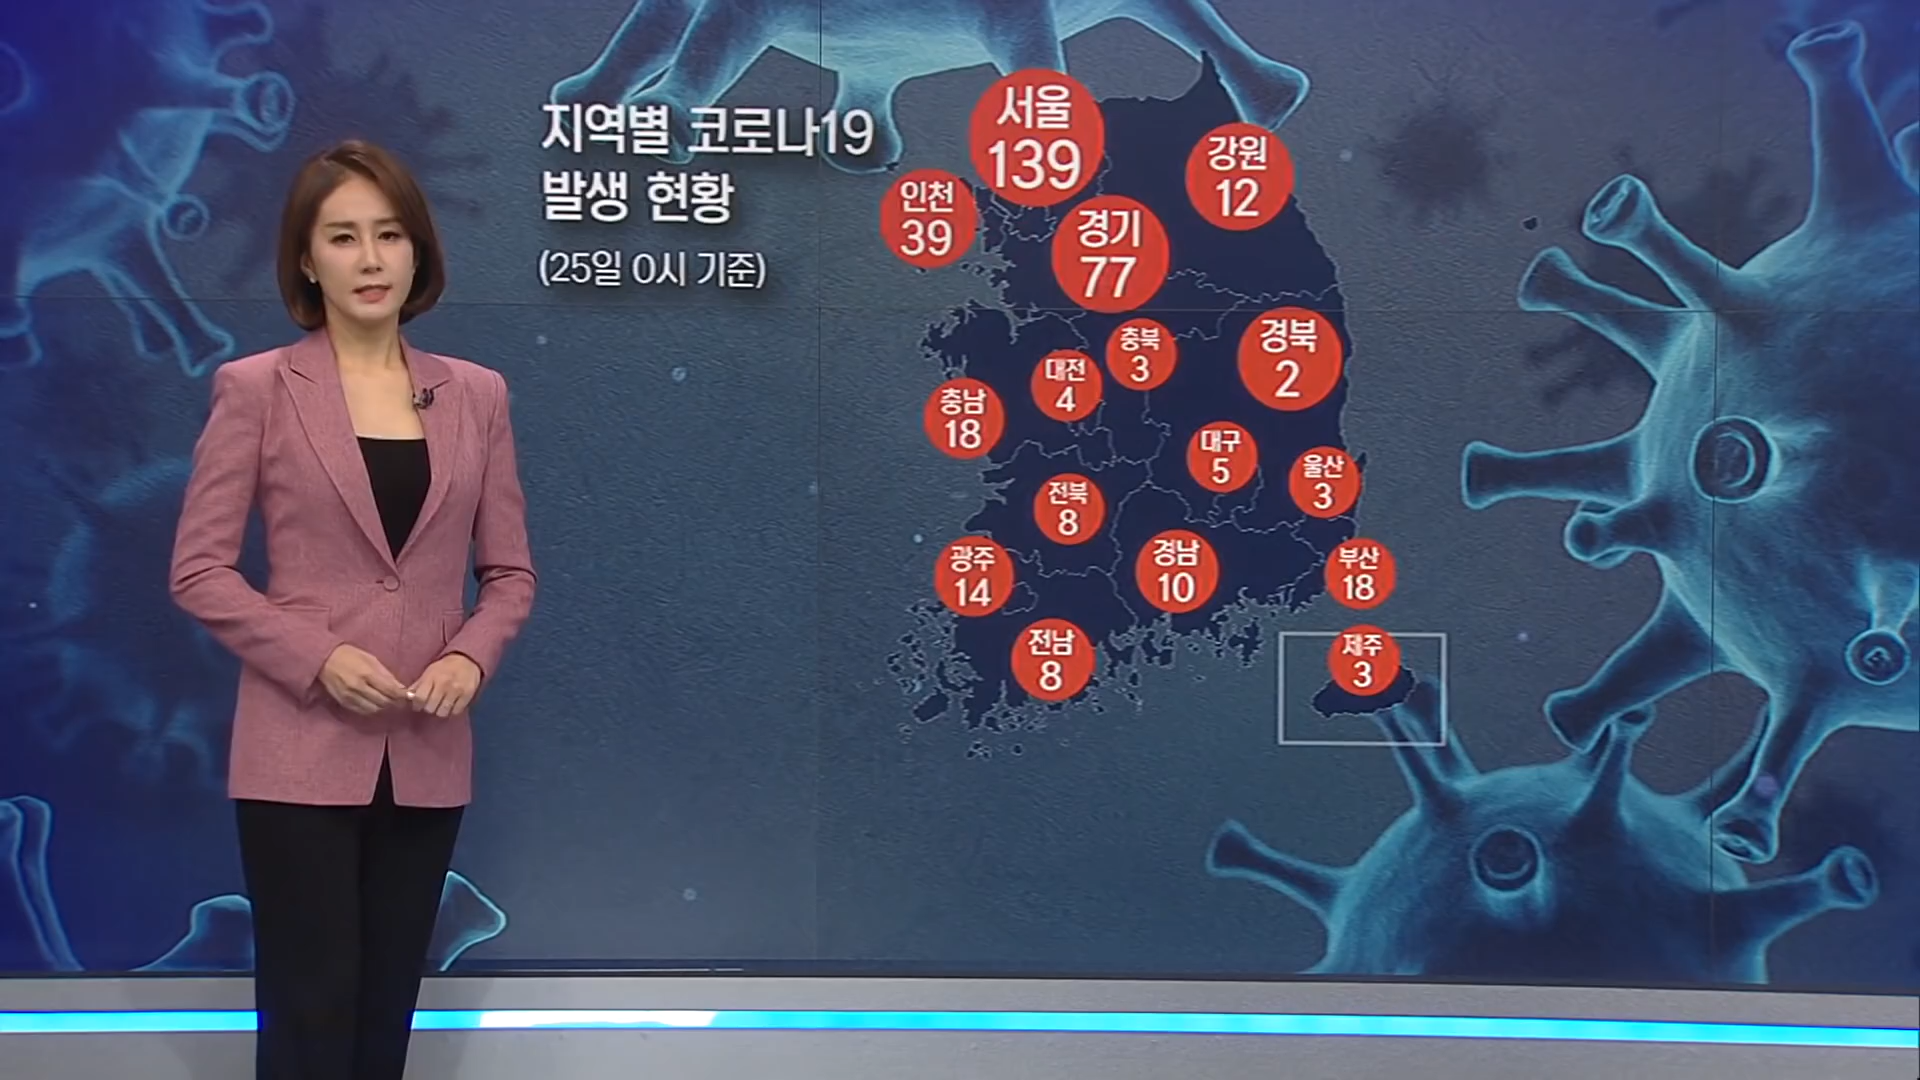 지역별 코로나19
발생 현황
(25일 0시 기준)
서울
139
강원
12
인천
39
경기
77
충북
3
경북
2
대전
4
충남
18
대구
5
울산
3
전북
8
광주
14
경남
10
부산
18
전남
8
제주
3